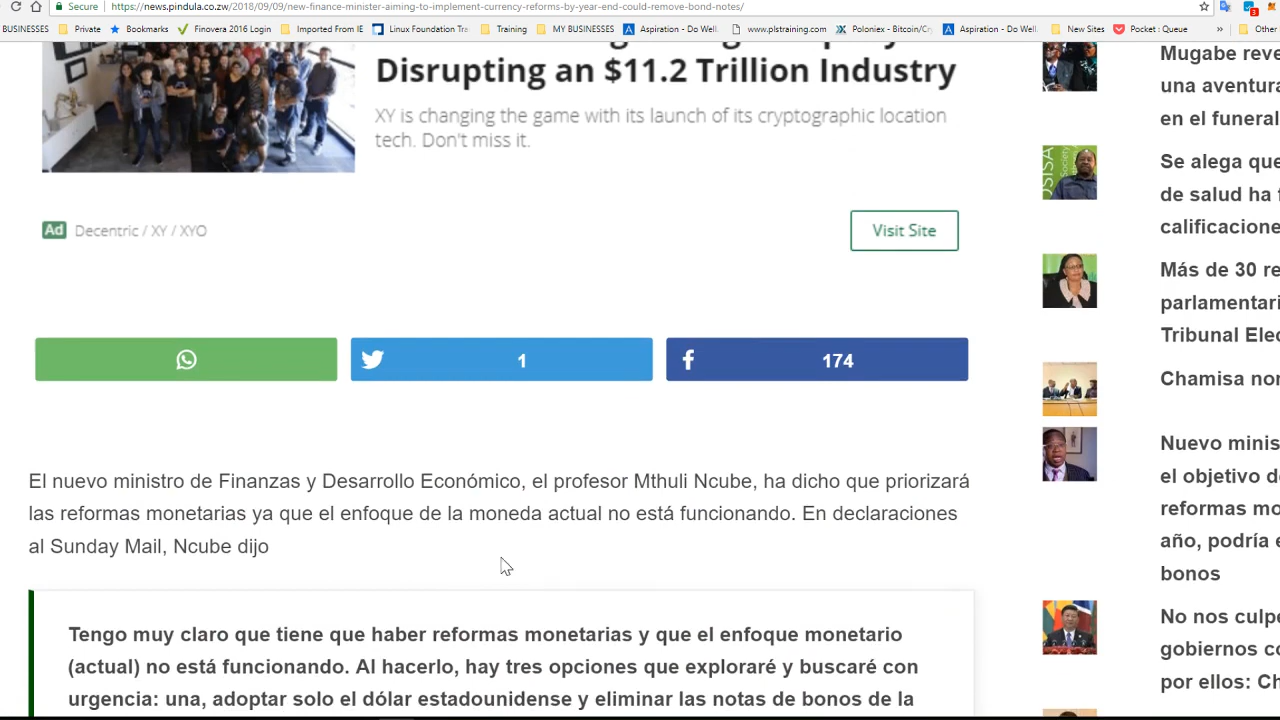 Secure
https://news.pindula.co.zw/2018/09/09/new-finance-minister-aiming-to-implement-currency-reforms-by-year-end-could-remove-bond-notes/
BUSINESSES Private Bookmarks Finovera 2016 Login Imported From IE Linux Foundation Tra Training MY BUSINESSES Aspiration - Do Well. www.plstraining.com Poloniex - Bitcoin/Cr Aspiration - Do Well. New Sites Pocket : Queue » Other
Disrupting an $11.2 Trillion Industry
XY is changing the game with its launch of its cryptographic location
tech. Don't miss it.
Ad Decentric / XY / XYO
Visit Site
1
174
El nuevo ministro de Finanzas y Desarrollo Económico, el profesor Mthuli Ncube, ha dicho que priorizará
las reformas monetarias ya que el enfoque de la moneda actual no está funcionando. En declaraciones
al Sunday Mail, Ncube dijo
Tengo muy claro que tiene que haber reformas monetarias y que el enfoque monetario
(actual) no está funcionando. Al hacerlo, hay tres opciones que exploraré y buscaré con
urgencia: una, adoptar solo el dólar estadounidense y eliminar las notas de bonos de la
Mugabe reve
una aventura
en el funeral
Se alega que
de salud ha f
calificacione
Más de 30 re
parlamentari
Tribunal Elec
Chamisa nor
Nuevo minis
el objetivo d
reformas mo
año, podría e
bonos
No nos culpe
gobiernos co
por ellos: Ch